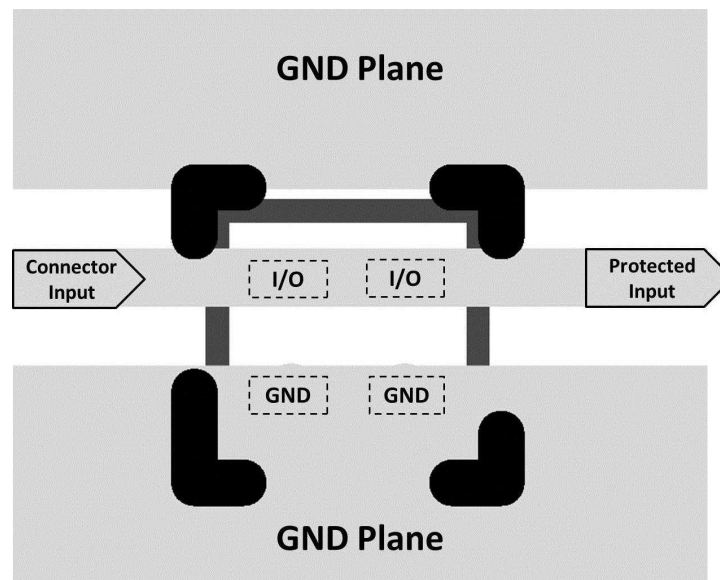 GND Plane
Connector
Input
I/O
I/O
Protected
Input
GND
GND
GND Plane